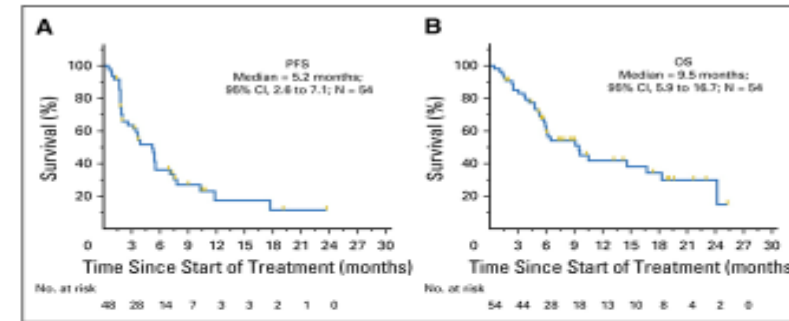 A
PFS
Median = 5.2 months;
95% CI, 2.6 to 7.1; N = 54
Survival (%)
100
80
60
40
20
0 3 6 9 12 15 18 21 24 27 30
Time Since Start of Treatment (months)
No. at risk
48 28 14 7 3 3 2 1 0
B
OS
Median = 9.5 months;
95% CI, 5.9 to 16.7; N = 54
Survival (%)
100
80
60
40
20
0 3 6 9 12 15 18 21 24 27 30
Time Since Start of Treatment (months)
No. at risk
54 44 28 18 13 10 8 4 2 0